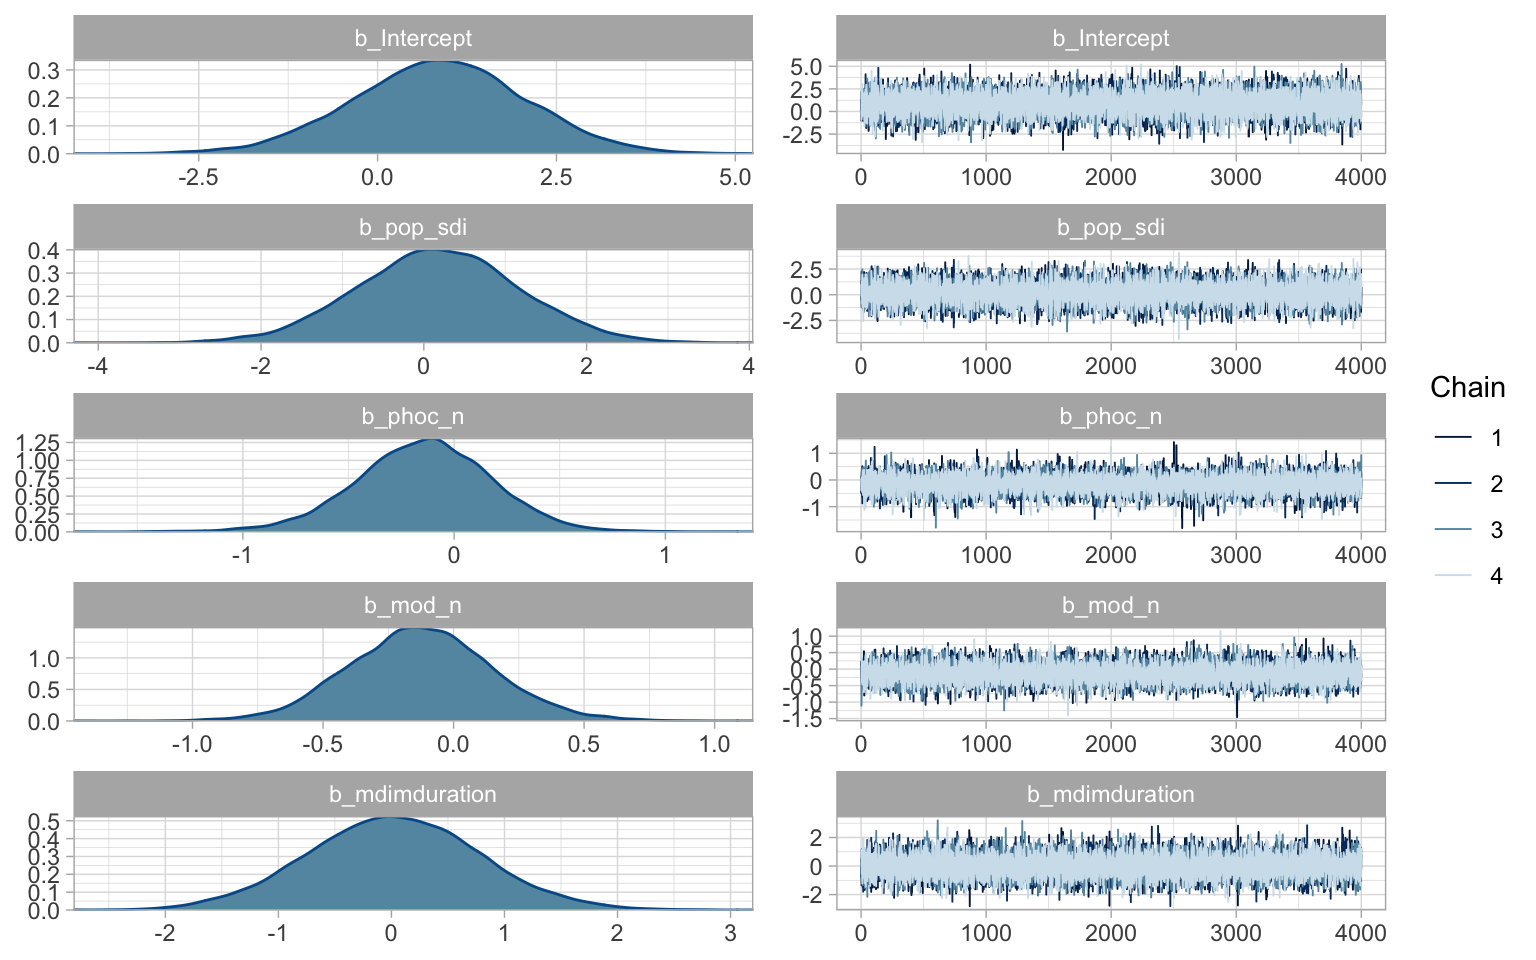 b_Intercept
0.3
0.2
0.1
0.0
-2.5 0.0 2.5 5.0
b_Intercept
5.0
2.5
0.0
-2.5
0 1000 2000 3000 4000
b_pop_sdi
0.4
0.3
0.2
0.1
0.0
-4 -2 0 2 4
b_pop_sdi
2.5
0.0
-2.5
0 1000 2000 3000 4000
b_phoc_n
1.25
1.00
0.75
0.50
0.25
0.00
-1 0 1
b_phoc_n
1
0
-1
0 1000 2000 3000 4000
b_mod_n
1.0
0.5
0.0
-1.0 -0.5 0.0 0.5 1.0
b_mod_n
1.0
0.5
0.0
-0.5
-1.0
-1.5
0 1000 2000 3000 4000
b_mdimduration
0.5
0.4
0.3
0.2
0.1
0.0
-2 -1 0 1 2 3
b_mdimduration
2
0
-2
0 1000 2000 3000 4000
Chain
1
2
3
4